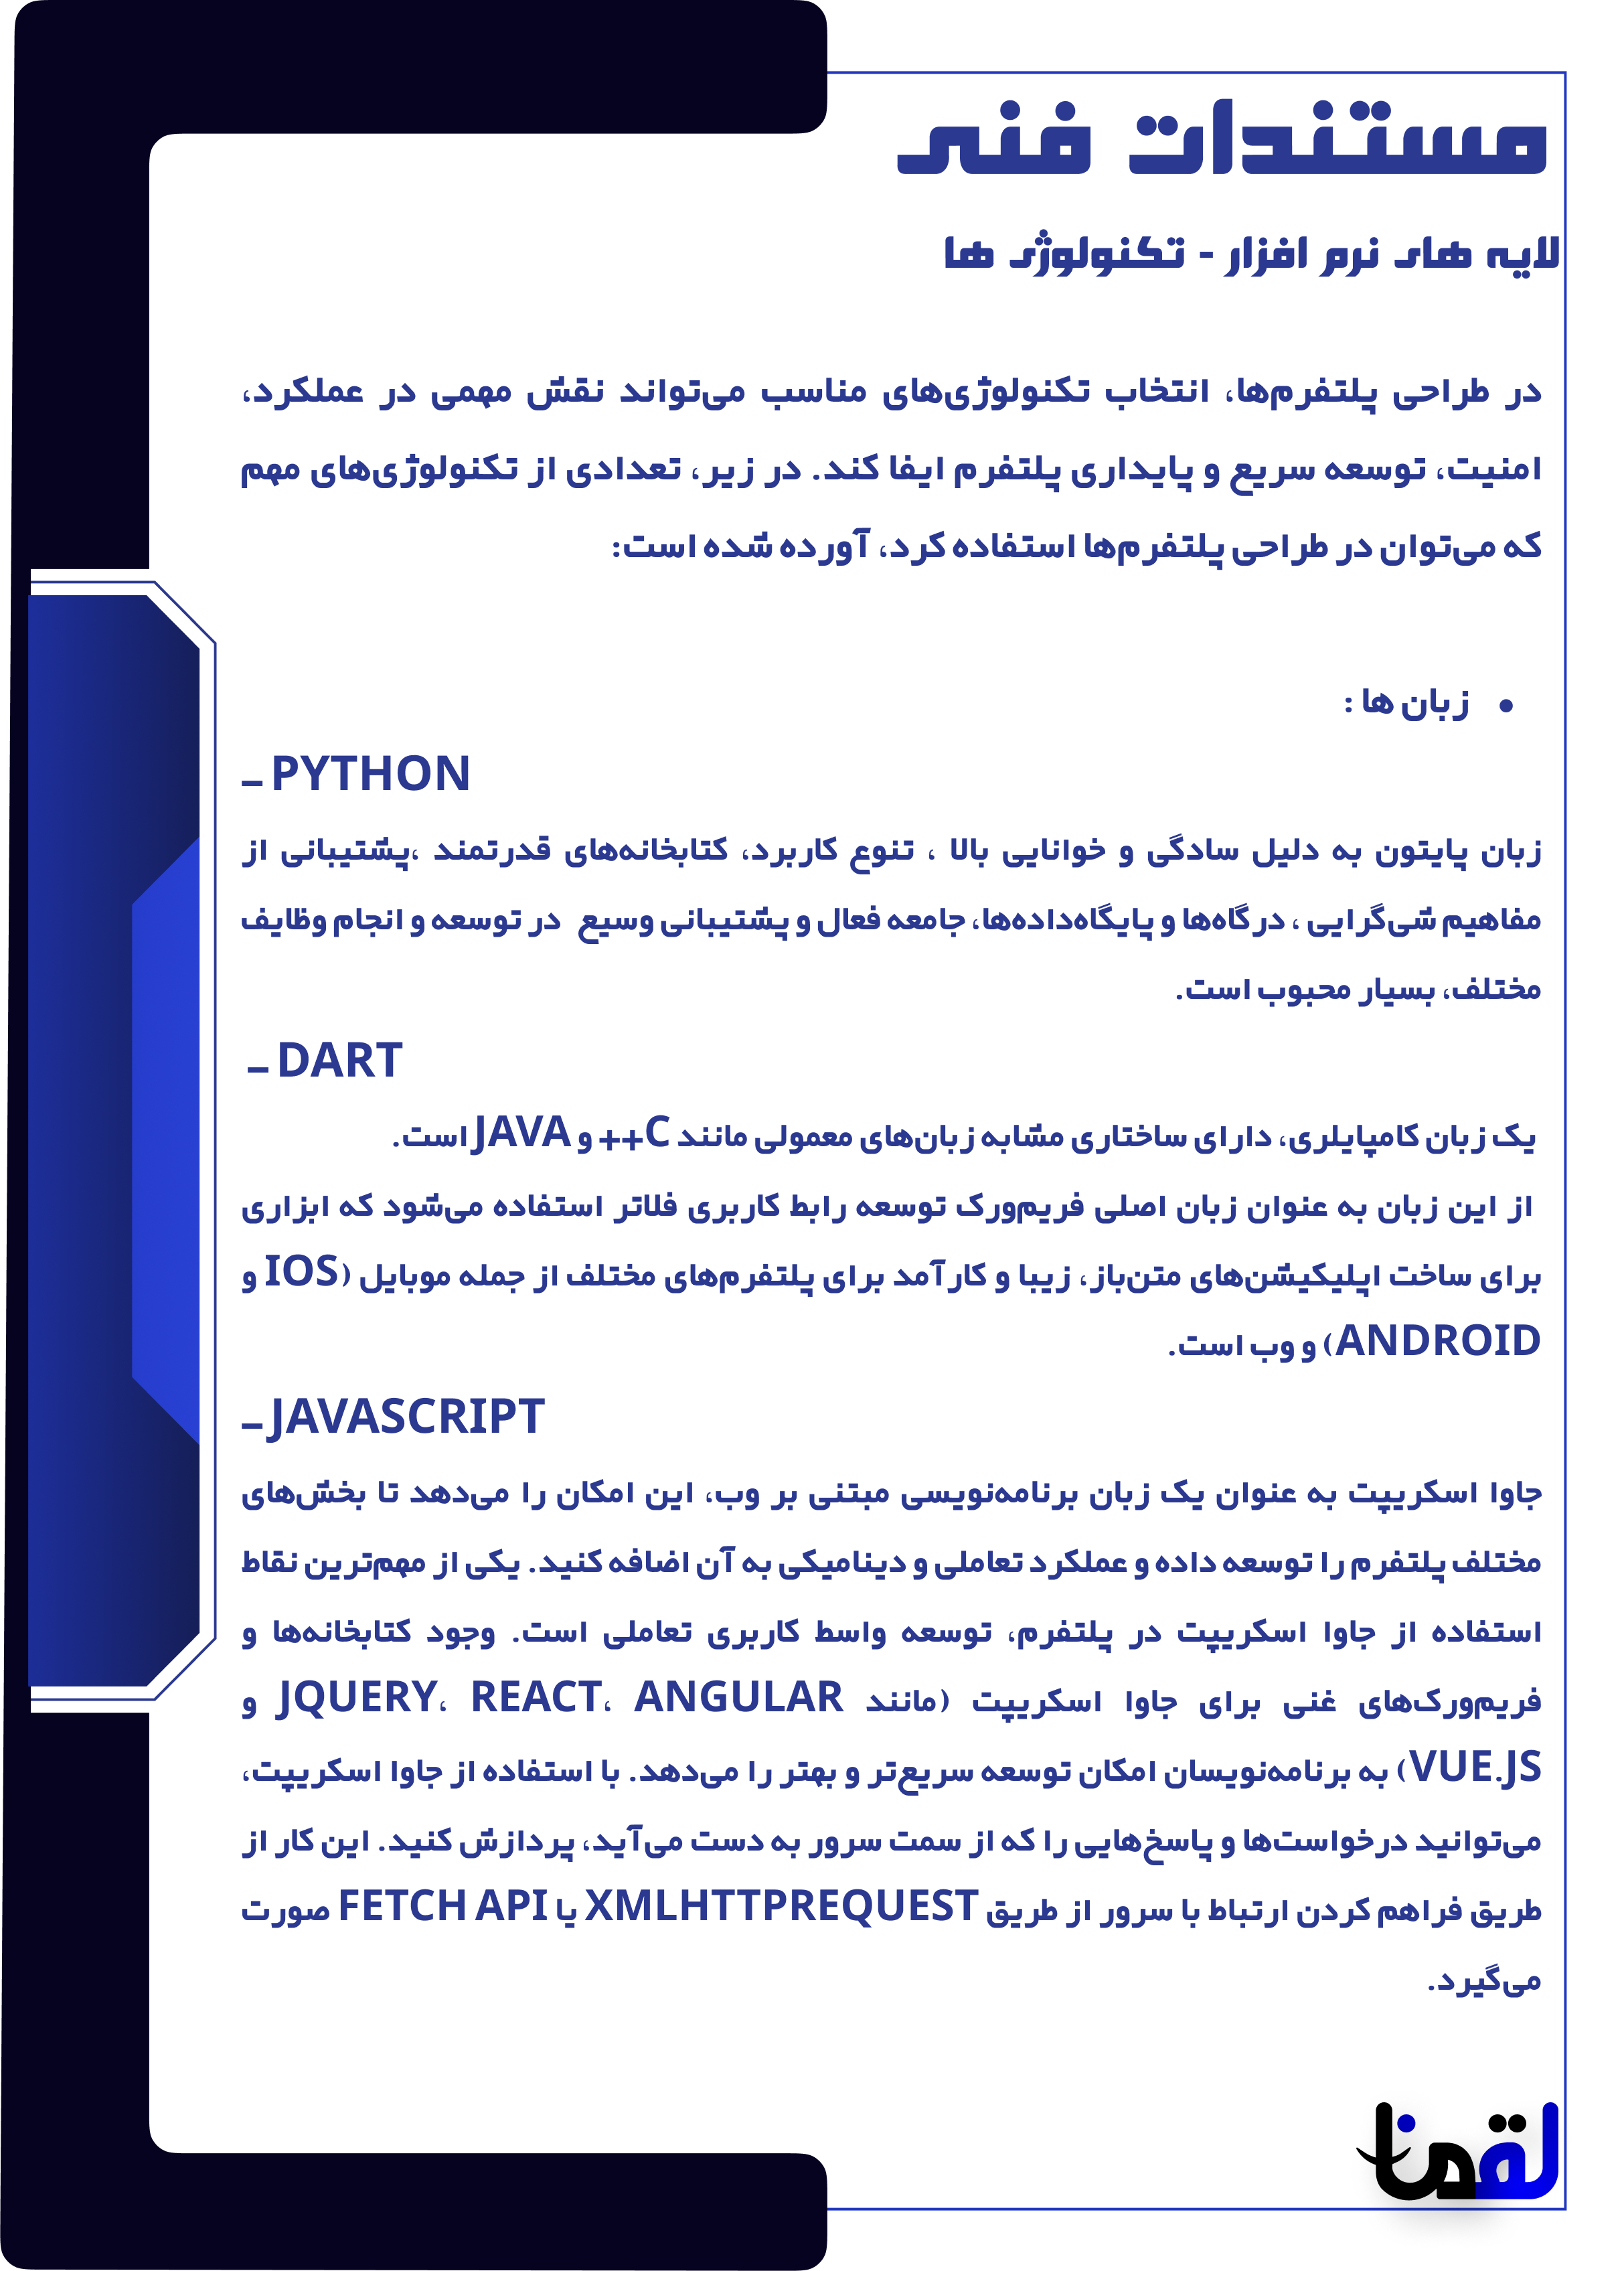 مستندات فنی
لایه های نرم افزار - تکنولوژی ها
در طراحی پلتفرم‌ها، انتخاب تکنولوژی‌های مناسب می‌تواند نقش مهمی در عملکرد،
امنیت، توسعه سریع و پایداری پلتفرم ایفا کند. در زیر، تعدادی از تکنولوژی‌های مهم
که می‌توان در طراحی پلتفرم‌ها استفاده کرد، آورده شده است:
• زبان ها :
– PYTHON
زبان پایتون به دلیل سادگی و خوانایی بالا ، تنوع کاربرد، کتابخانه‌های قدرتمند ،پشتیبانی از
مفاهیم شی‌گرایی ، درگاه‌ها و پایگاه‌داده‌ها، جامعه فعال و پشتیبانی وسیع در توسعه و انجام وظایف
مختلف، بسیار محبوب است.
– DART
یک زبان کامپایلری، دارای ساختاری مشابه زبان‌های معمولی مانند C++ و JAVA است.
از این زبان به عنوان زبان اصلی فریم‌ورک توسعه رابط کاربری فلاتر استفاده می‌شود که ابزاری
برای ساخت اپلیکیشن‌های متن‌باز، زیبا و کارآمد برای پلتفرم‌های مختلف از جمله موبایل (IOS و
ANDROID) و وب است.
– JAVASCRIPT
جاوا اسکریپت به عنوان یک زبان برنامه‌نویسی مبتنی بر وب، این امکان را می‌دهد تا بخش‌های
مختلف پلتفرم را توسعه داده و عملکرد تعاملی و دینامیکی به آن اضافه کنید. یکی از مهم‌ترین نقاط
استفاده از جاوا اسکریپت در پلتفرم، توسعه واسط کاربری تعاملی است. وجود کتابخانه‌ها و
فریم‌ورک‌های غنی برای جاوا اسکریپت (مانند JQUERY، REACT، ANGULAR و
VUE.JS) به برنامه‌نویسان امکان توسعه سریع‌تر و بهتر را می‌دهد. با استفاده از جاوا اسکریپت،
می‌توانید درخواست‌ها و پاسخ‌هایی را که از سمت سرور به دست می‌آید، پردازش کنید. این کار از
طریق فراهم کردن ارتباط با سرور از طریق XMLHTTPREQUEST یا FETCH API صورت
می‌گیرد.
لقمنا